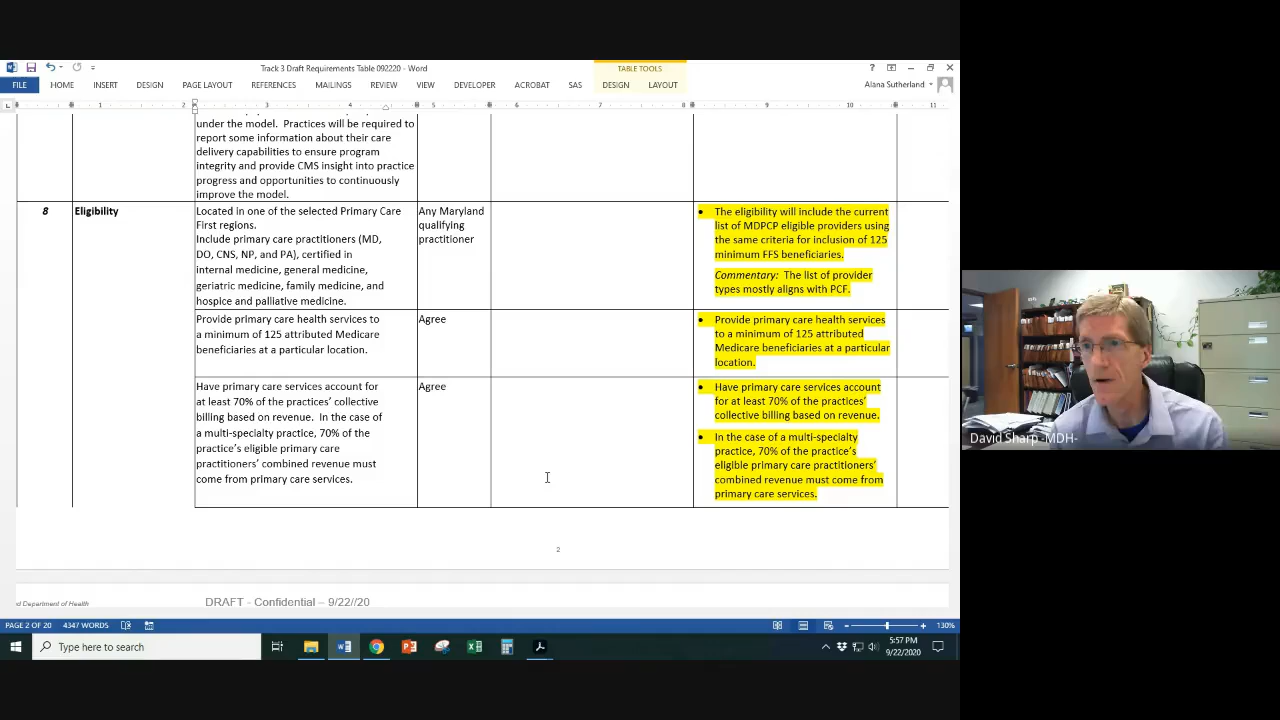 Track 3 Draft Requirements Table 092220 - Word
TABLE TOOLS
FILE HOME INSERT DESIGN PAGE LAYOUT REFERENCES MAILINGS REVIEW VIEW DEVELOPER ACROBAT SAS DESIGN LAYOUT
Alana Sutherland
2 3 4 5 6 7 8 9 10 11
under the model. Practices will be required to
report some information about their care
delivery capabilities to ensure program
integrity and provide CMS insight into practice
progress and opportunities to continuously
improve the model.
8
Eligibility
Located in one of the selected Primary Care
First regions.
Include primary care practitioners (MD,
DO, CNS, NP, and PA), certified in
internal medicine, general medicine,
geriatric medicine, family medicine, and
hospice and palliative medicine.
Any Maryland
qualifying
practitioner
• The eligibility will include the current
list of MDPCP eligible providers using
the same criteria for inclusion of 125
minimum FFS beneficiaries.
Commentary: The list of provider
types mostly aligns with PCF.
Provide primary care health services to
a minimum of 125 attributed Medicare
beneficiaries at a particular location.
Agree
• Provide primary care health services
to a minimum of 125 attributed
Medicare beneficiaries at a particular
location.
Have primary care services account for
at least 70% of the practices' collective
billing based on revenue. In the case of
a multi-specialty practice, 70% of the
practice's eligible primary care
practitioners' combined revenue must
come from primary care services.
Agree
• Have primary care services account
for at least 70% of the practices'
collective billing based on revenue.
• In the case of a multi-specialty
practice, 70% of the practice's
eligible primary care practitioners'
combined revenue must come from
primary care services.
2
d Department of Health
DRAFT - Confidential – 9/22//20
PAGE 2 OF 20 4347 WORDS
130%
Type here to search
5:57 PM
9/22/2020
David Sharp -MDH-